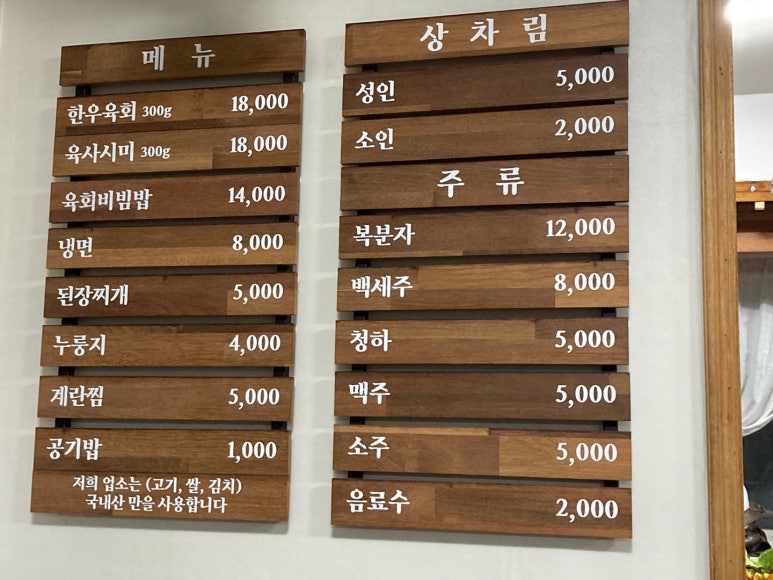 메뉴
한우육회 300g 18,000
육사시미 300g 18,000
육회비빔밥 14,000
냉면 8,000
된장찌개 5,000
누룽지 4,000
계란찜 5,000
공기밥 1,000
저희 업소는 (고기, 쌀, 김치)
국내산 만을 사용합니다
상차림
성인 5,000
소인 2,000
주류
복분자 12,000
백세주 8,000
청하 5,000
맥주 5,000
소주 5,000
음료수 2,000